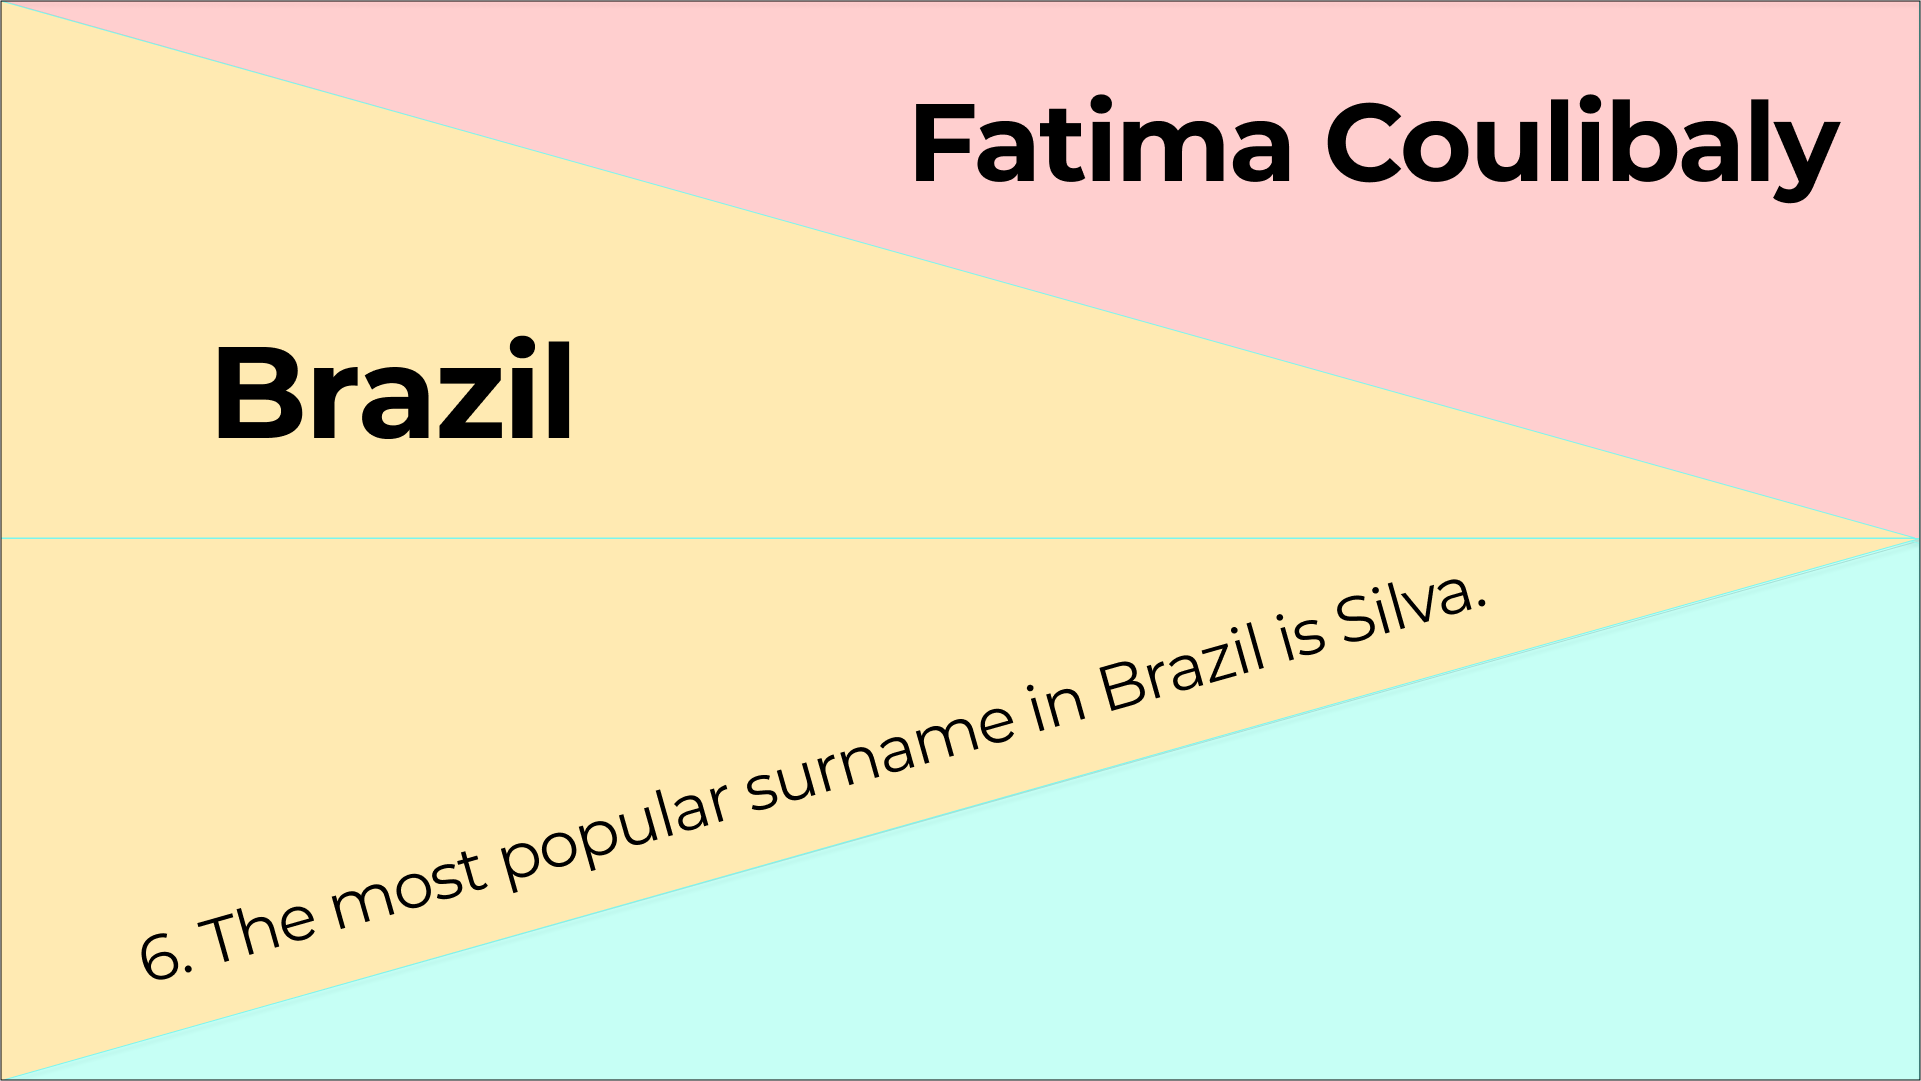 Fatima Coulibaly
Brazil
6. The most popular surname in Brazil is Silva.